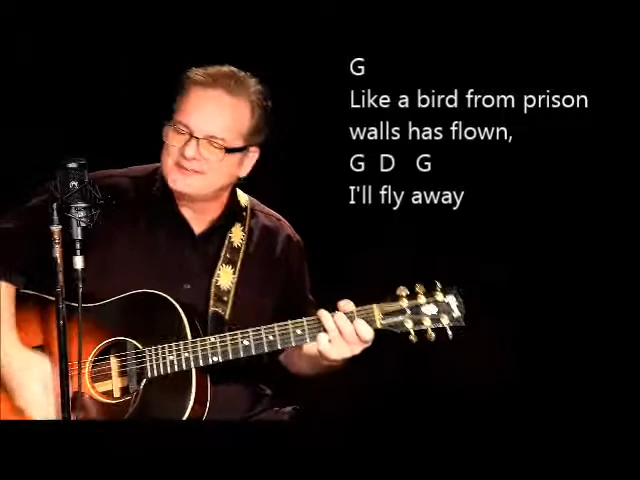 G
Like a bird from prison
walls has flown,
G D G
I'll fly away